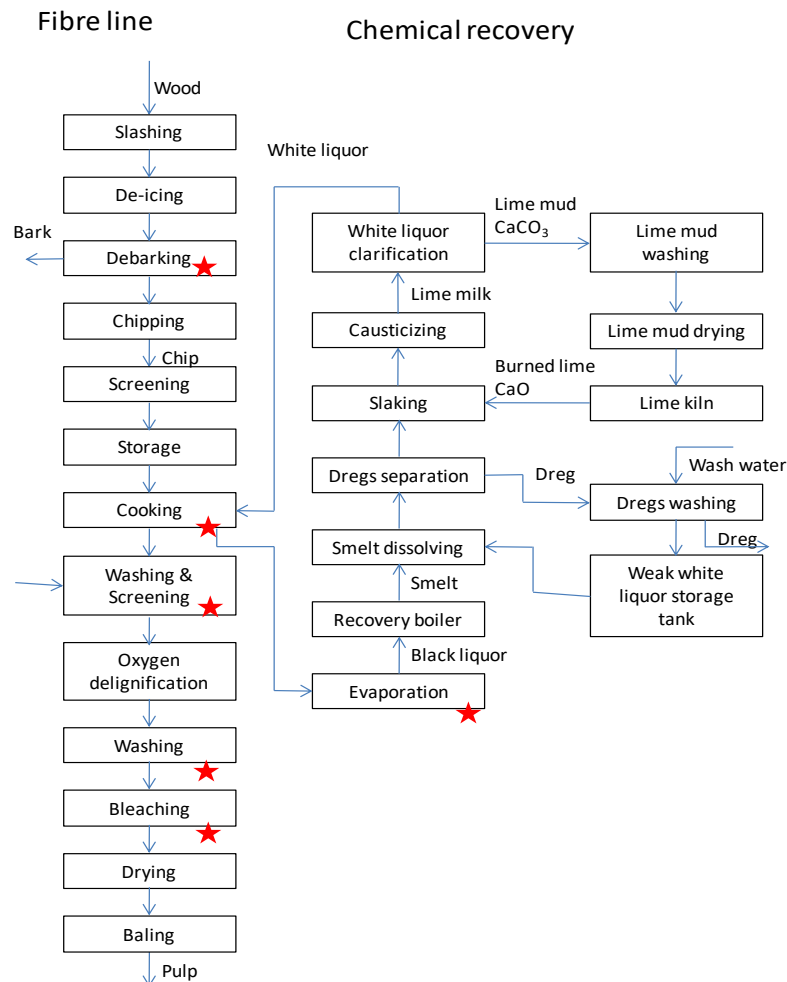 Fibre line
Chemical recovery
Wood
Slashing
De-icing
Bark
Debarking
Chipping
Chip
Screening
Storage
Cooking
Washing &
Screening
Oxygen
delignification
Washing
Bleaching
Drying
Baling
Pulp
White liquor
White liquor
clarification
Lime milk
Causticizing
Slaking
Dregs separation
Smelt dissolving
Smelt
Recovery boiler
Black liquor
Evaporation
Lime mud
CaCO₃
Lime mud
washing
Lime mud drying
Burned lime
CaO
Lime kiln
Dreg
Wash water
Dregs washing
Dreg
Weak white
liquor storage
tank